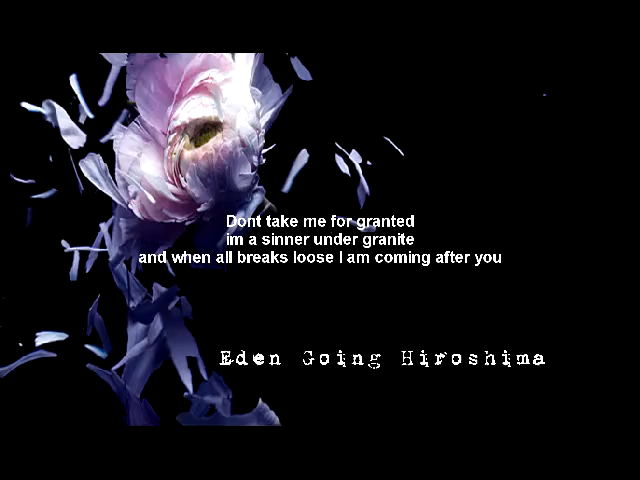 Dont take me for granted
im a sinner under granite
and when all breaks loose I am coming after you
Eden Going Hiroshima